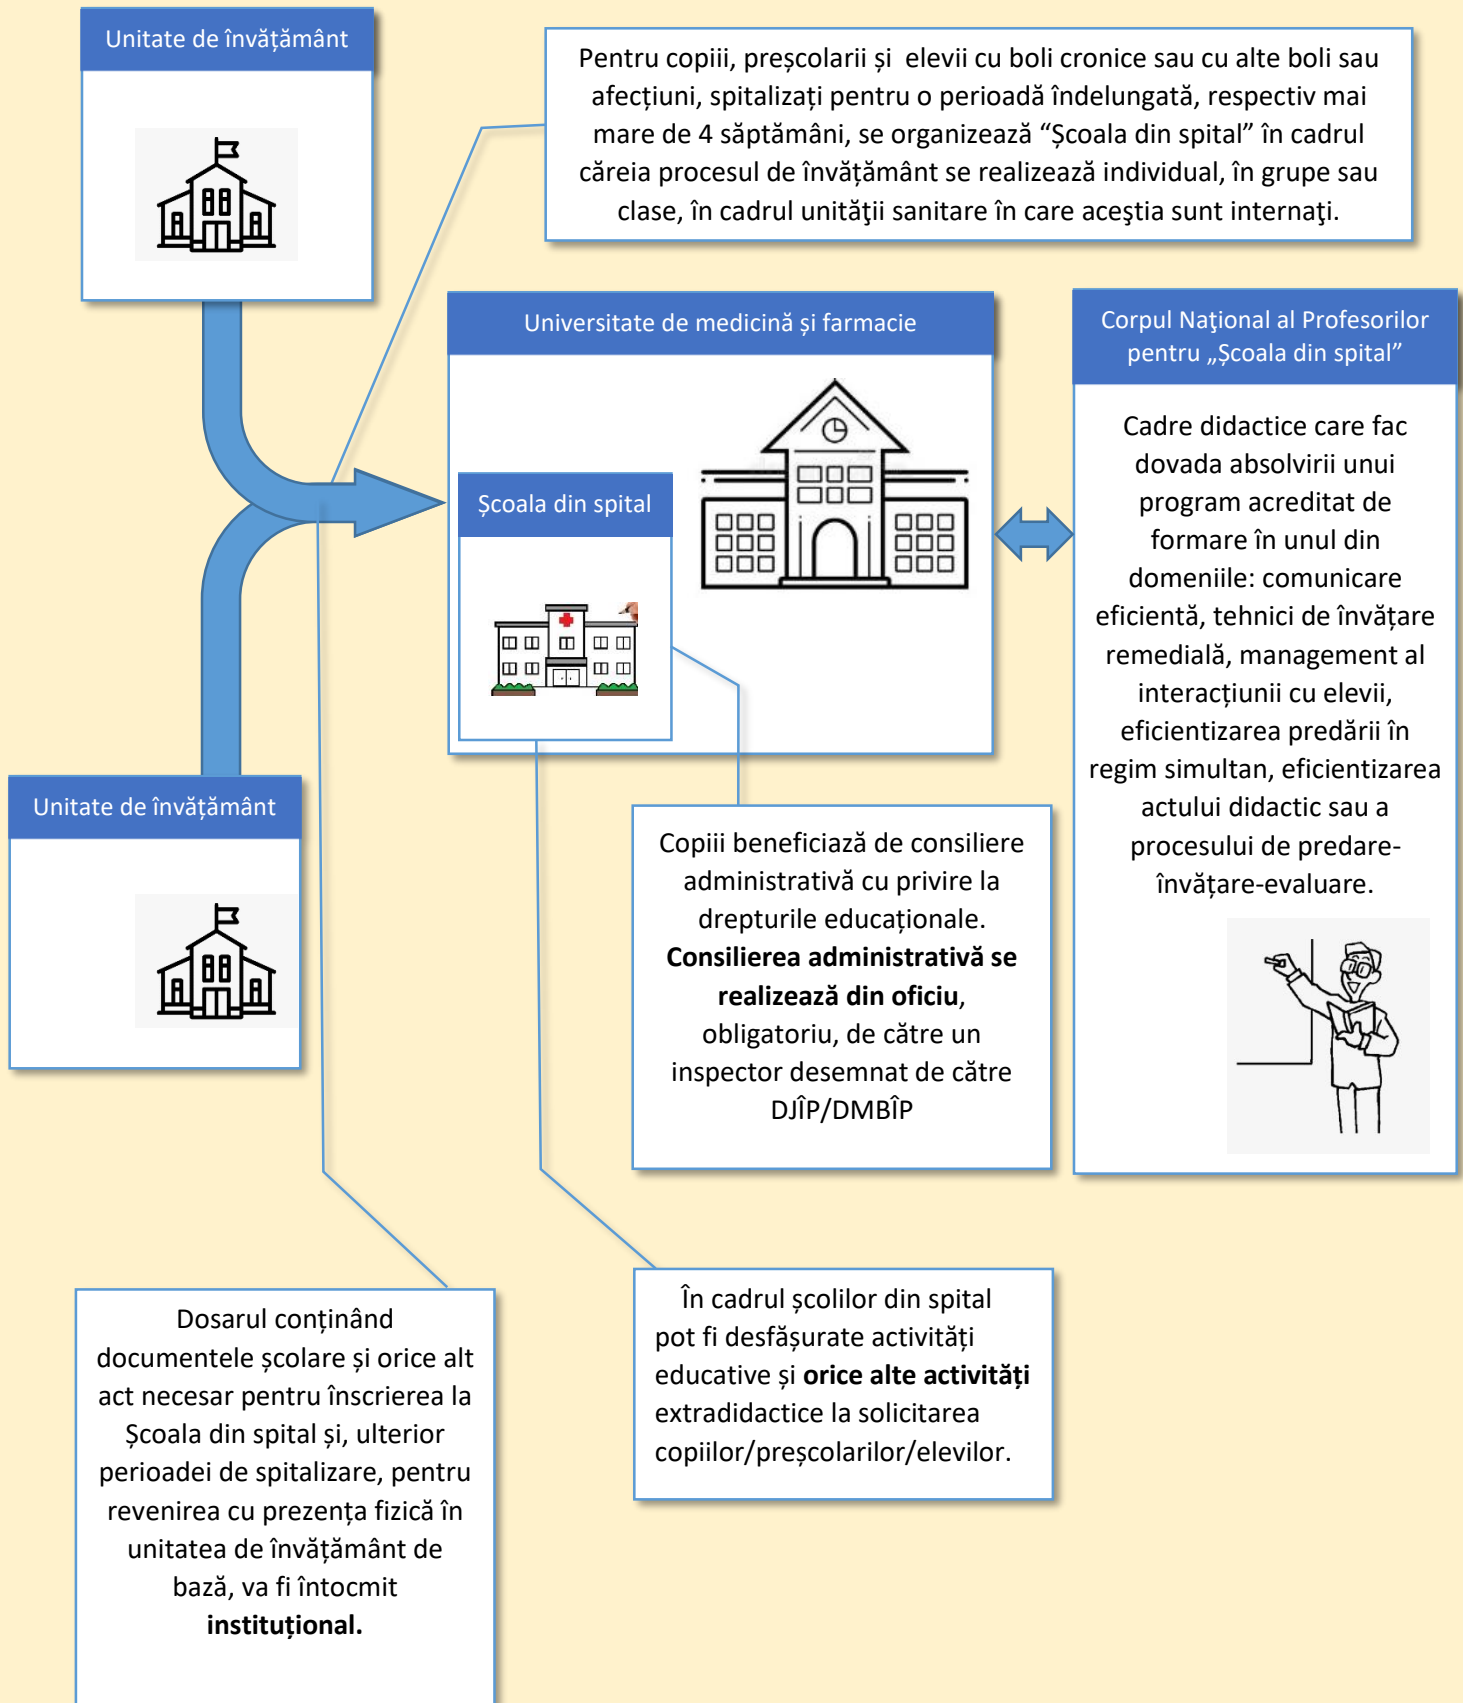 Unitate de învățământ
Pentru copiii, preșcolarii și  elevii cu boli cronice sau cu alte boli sau
afecțiuni, spitalizați pentru o perioadă îndelungată, respectiv mai
mare de 4 săptămâni, se organizează “Școala din spital” în cadrul
căreia procesul de învățământ se realizează individual, în grupe sau
clase, în cadrul unităţii sanitare în care aceştia sunt internaţi.
Universitate de medicină și farmacie
Școala din spital
Corpul Naţional al Profesorilor
pentru „Școala din spital”
Cadre didactice care fac
dovada absolvirii unui
program acreditat de
formare în unul din
domeniile: comunicare
eficientă, tehnici de învățare
remedială, management al
interacțiunii cu elevii,
eficientizarea predării în
regim simultan, eficientizarea
actului didactic sau a
procesului de predare-
învățare-evaluare.
Unitate de învățământ
Copiii beneficiază de consiliere
administrativă cu privire la
drepturile educaționale.
Consilierea administrativă se
realizează din oficiu,
obligatoriu, de către un
inspector desemnat de către
DJÎP/DMBÎP
Dosarul conținând
documentele școlare și orice alt
act necesar pentru înscrierea la
Școala din spital și, ulterior
perioadei de spitalizare, pentru
revenirea cu prezența fizică în
unitatea de învățământ de
bază, va fi întocmit
instituțional.
În cadrul școlilor din spital
pot fi desfășurate activități
educative și orice alte activități
extradidactice la solicitarea
copiilor/preșcolarilor/elevilor.